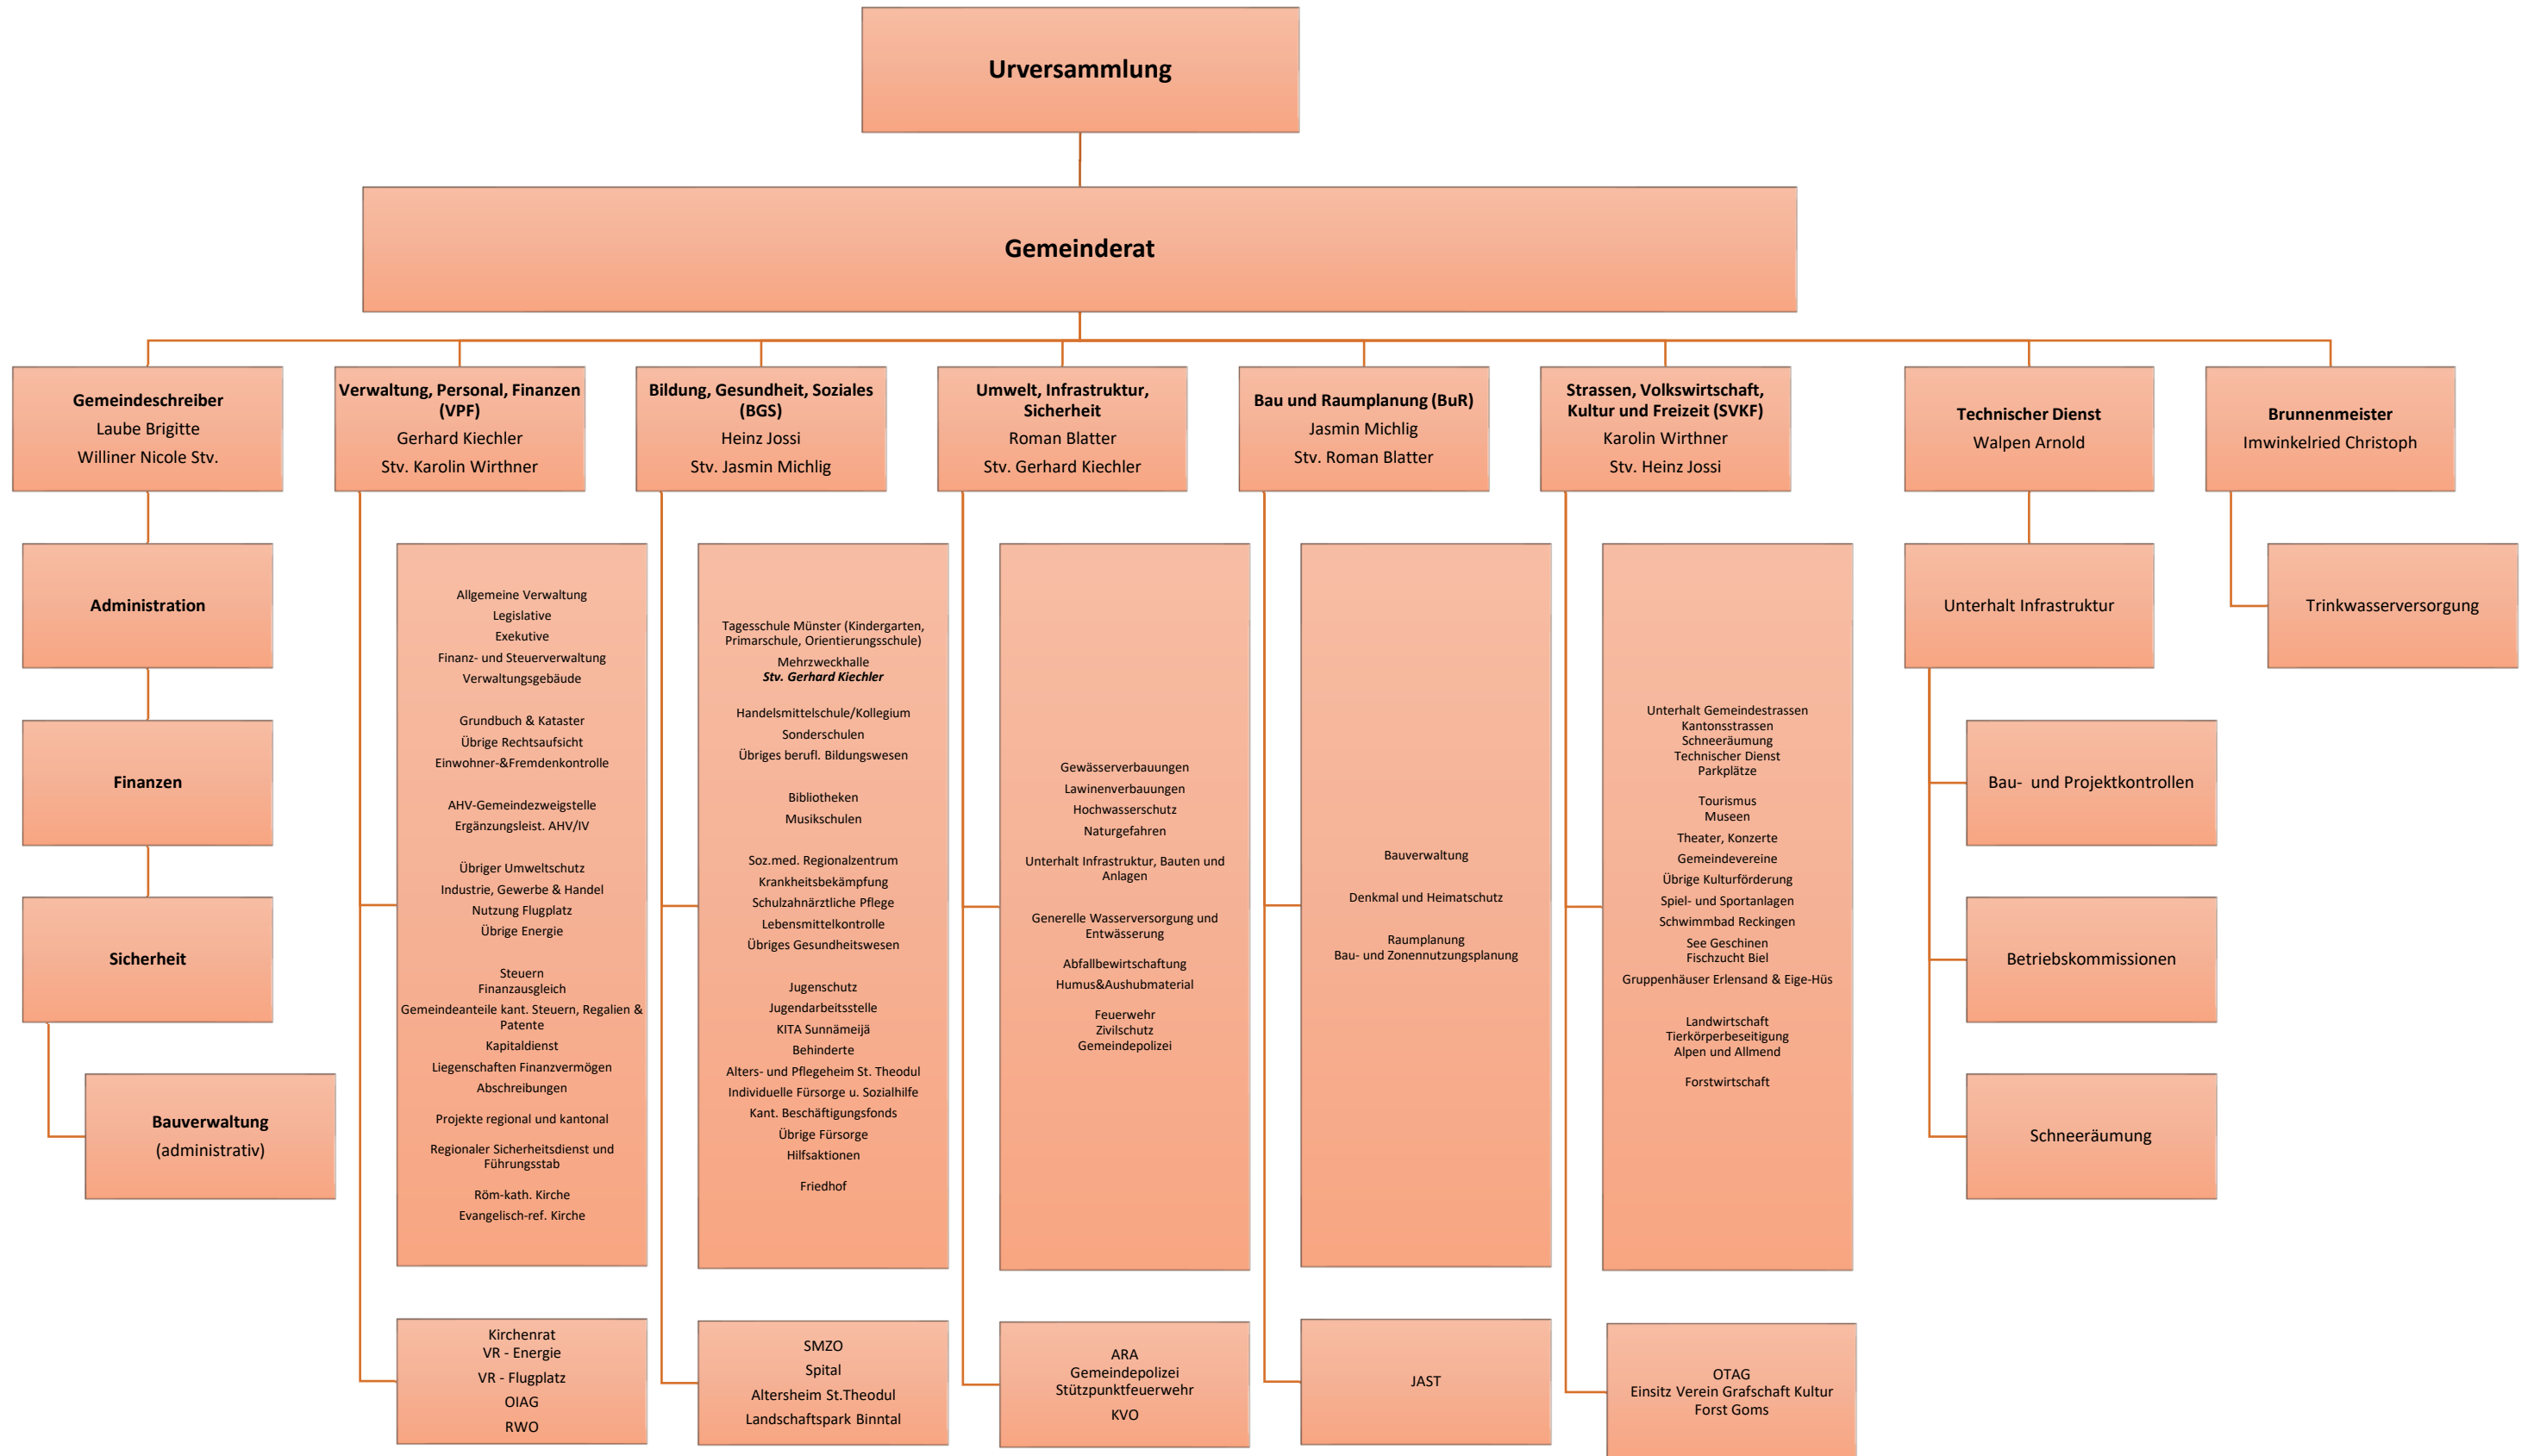 Urversammlung
Gemeinderat
Gemeindeschreiber
Laube Brigitte
Williner Nicole Stv.
Verwaltung, Personal, Finanzen
(VPF)
Gerhard Kiechler
Stv. Karolin Wirthner
Bildung, Gesundheit, Soziales
(BGS)
Heinz Jossi
Stv. Jasmin Michlig
Umwelt, Infrastruktur,
Sicherheit
Roman Blatter
Stv. Gerhard Kiechler
Bau und Raumplanung (BuR)
Jasmin Michlig
Stv. Roman Blatter
Strassen, Volkswirtschaft,
Kultur und Freizeit (SVKF)
Karolin Wirthner
Stv. Heinz Jossi
Technischer Dienst
Walpen Arnold
Brunnenmeister
Imwinkelried Christoph
Administration
Finanzen
Sicherheit
Bauverwaltung
(administrativ)
Allgemeine Verwaltung
Legislative
Exekutive
Finanz- und Steuerverwaltung
Verwaltungsgebäude
Grundbuch & Kataster
Übrige Rechtsaufsicht
Einwohner-&Fremdenkontrolle
AHV-Gemeindezweigstelle
Ergänzungsleist. AHV/IV
Übriger Umweltschutz
Industrie, Gewerbe & Handel
Nutzung Flugplatz
Übrige Energie
Steuern
Finanzausgleich
Gemeindeanteile kant. Steuern, Regalien &
Patente
Kapitaldienst
Liegenschaften Finanzvermögen
Abschreibungen
Projekte regional und kantonal
Regionaler Sicherheitsdienst und
Führungsstab
Röm-kath. Kirche
Evangelisch-ref. Kirche
Kirchenrat
VR - Energie
VR - Flugplatz
OIAG
RWO
Tagesschule Münster (Kindergarten,
Primarschule, Orientierungsschule)
Mehrzweckhalle
Stv. Gerhard Kiechler
Handelsmittelschule/Kollegium
Sonderschulen
Übriges berufl. Bildungswesen
Bibliotheken
Musikschulen
Soz.med. Regionalzentrum
Krankheitsbekämpfung
Schulzahnärztliche Pflege
Lebensmittelkontrolle
Übriges Gesundheitswesen
Jugenschutz
Jugendarbeitsstelle
KITA Sunnämeijä
Behinderte
Alters- und Pflegeheim St. Theodul
Individuelle Fürsorge u. Sozialhilfe
Kant. Beschäftigungsfonds
Übrige Fürsorge
Hilfsaktionen
Friedhof
SMZO
Spital
Altersheim St.Theodul
Landschaftspark Binntal
Gewässerverbauungen
Lawinenverbauungen
Hochwasserschutz
Naturgefahren
Unterhalt Infrastruktur, Bauten und
Anlagen
Generelle Wasserversorgung und
Entwässerung
Abfallbewirtschaftung
Humus&Aushubmaterial
Feuerwehr
Zivilschutz
Gemeindepolizei
ARA
Gemeindepolizei
Stützpunktfeuerwehr
KVO
Bauverwaltung
Denkmal und Heimatschutz
Raumplanung
Bau- und Zonennutzungsplanung
JAST
Unterhalt Gemeindestrassen
Kantonsstrassen
Schneeräumung
Technischer Dienst
Parkplätze
Tourismus
Museen
Theater, Konzerte
Gemeindevereine
Übrige Kulturförderung
Spiel- und Sportanlagen
Schwimmbad Reckingen
See Geschinen
Fischzucht Biel
Gruppenhäuser Erlensand & Eige-Hüs
Landwirtschaft
Tierkörperbeseitigung
Alpen und Allmend
Forstwirtschaft
OTAG
Einsitz Verein Grafschaft Kultur
Forst Goms
Unterhalt Infrastruktur
Bau-  und Projektkontrollen
Betriebskommissionen
Schneeräumung
Trinkwasserversorgung